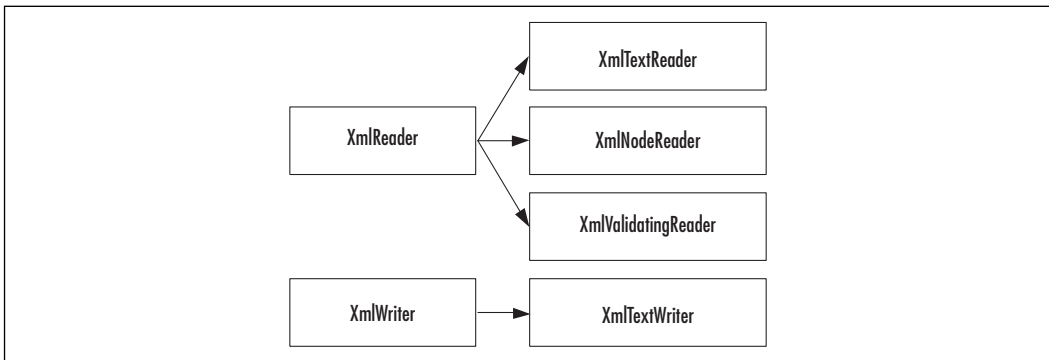 XmlTextReader
XmlReader
XmlNodeReader
XmlValidatingReader
XmlWriter
XmlTextWriter